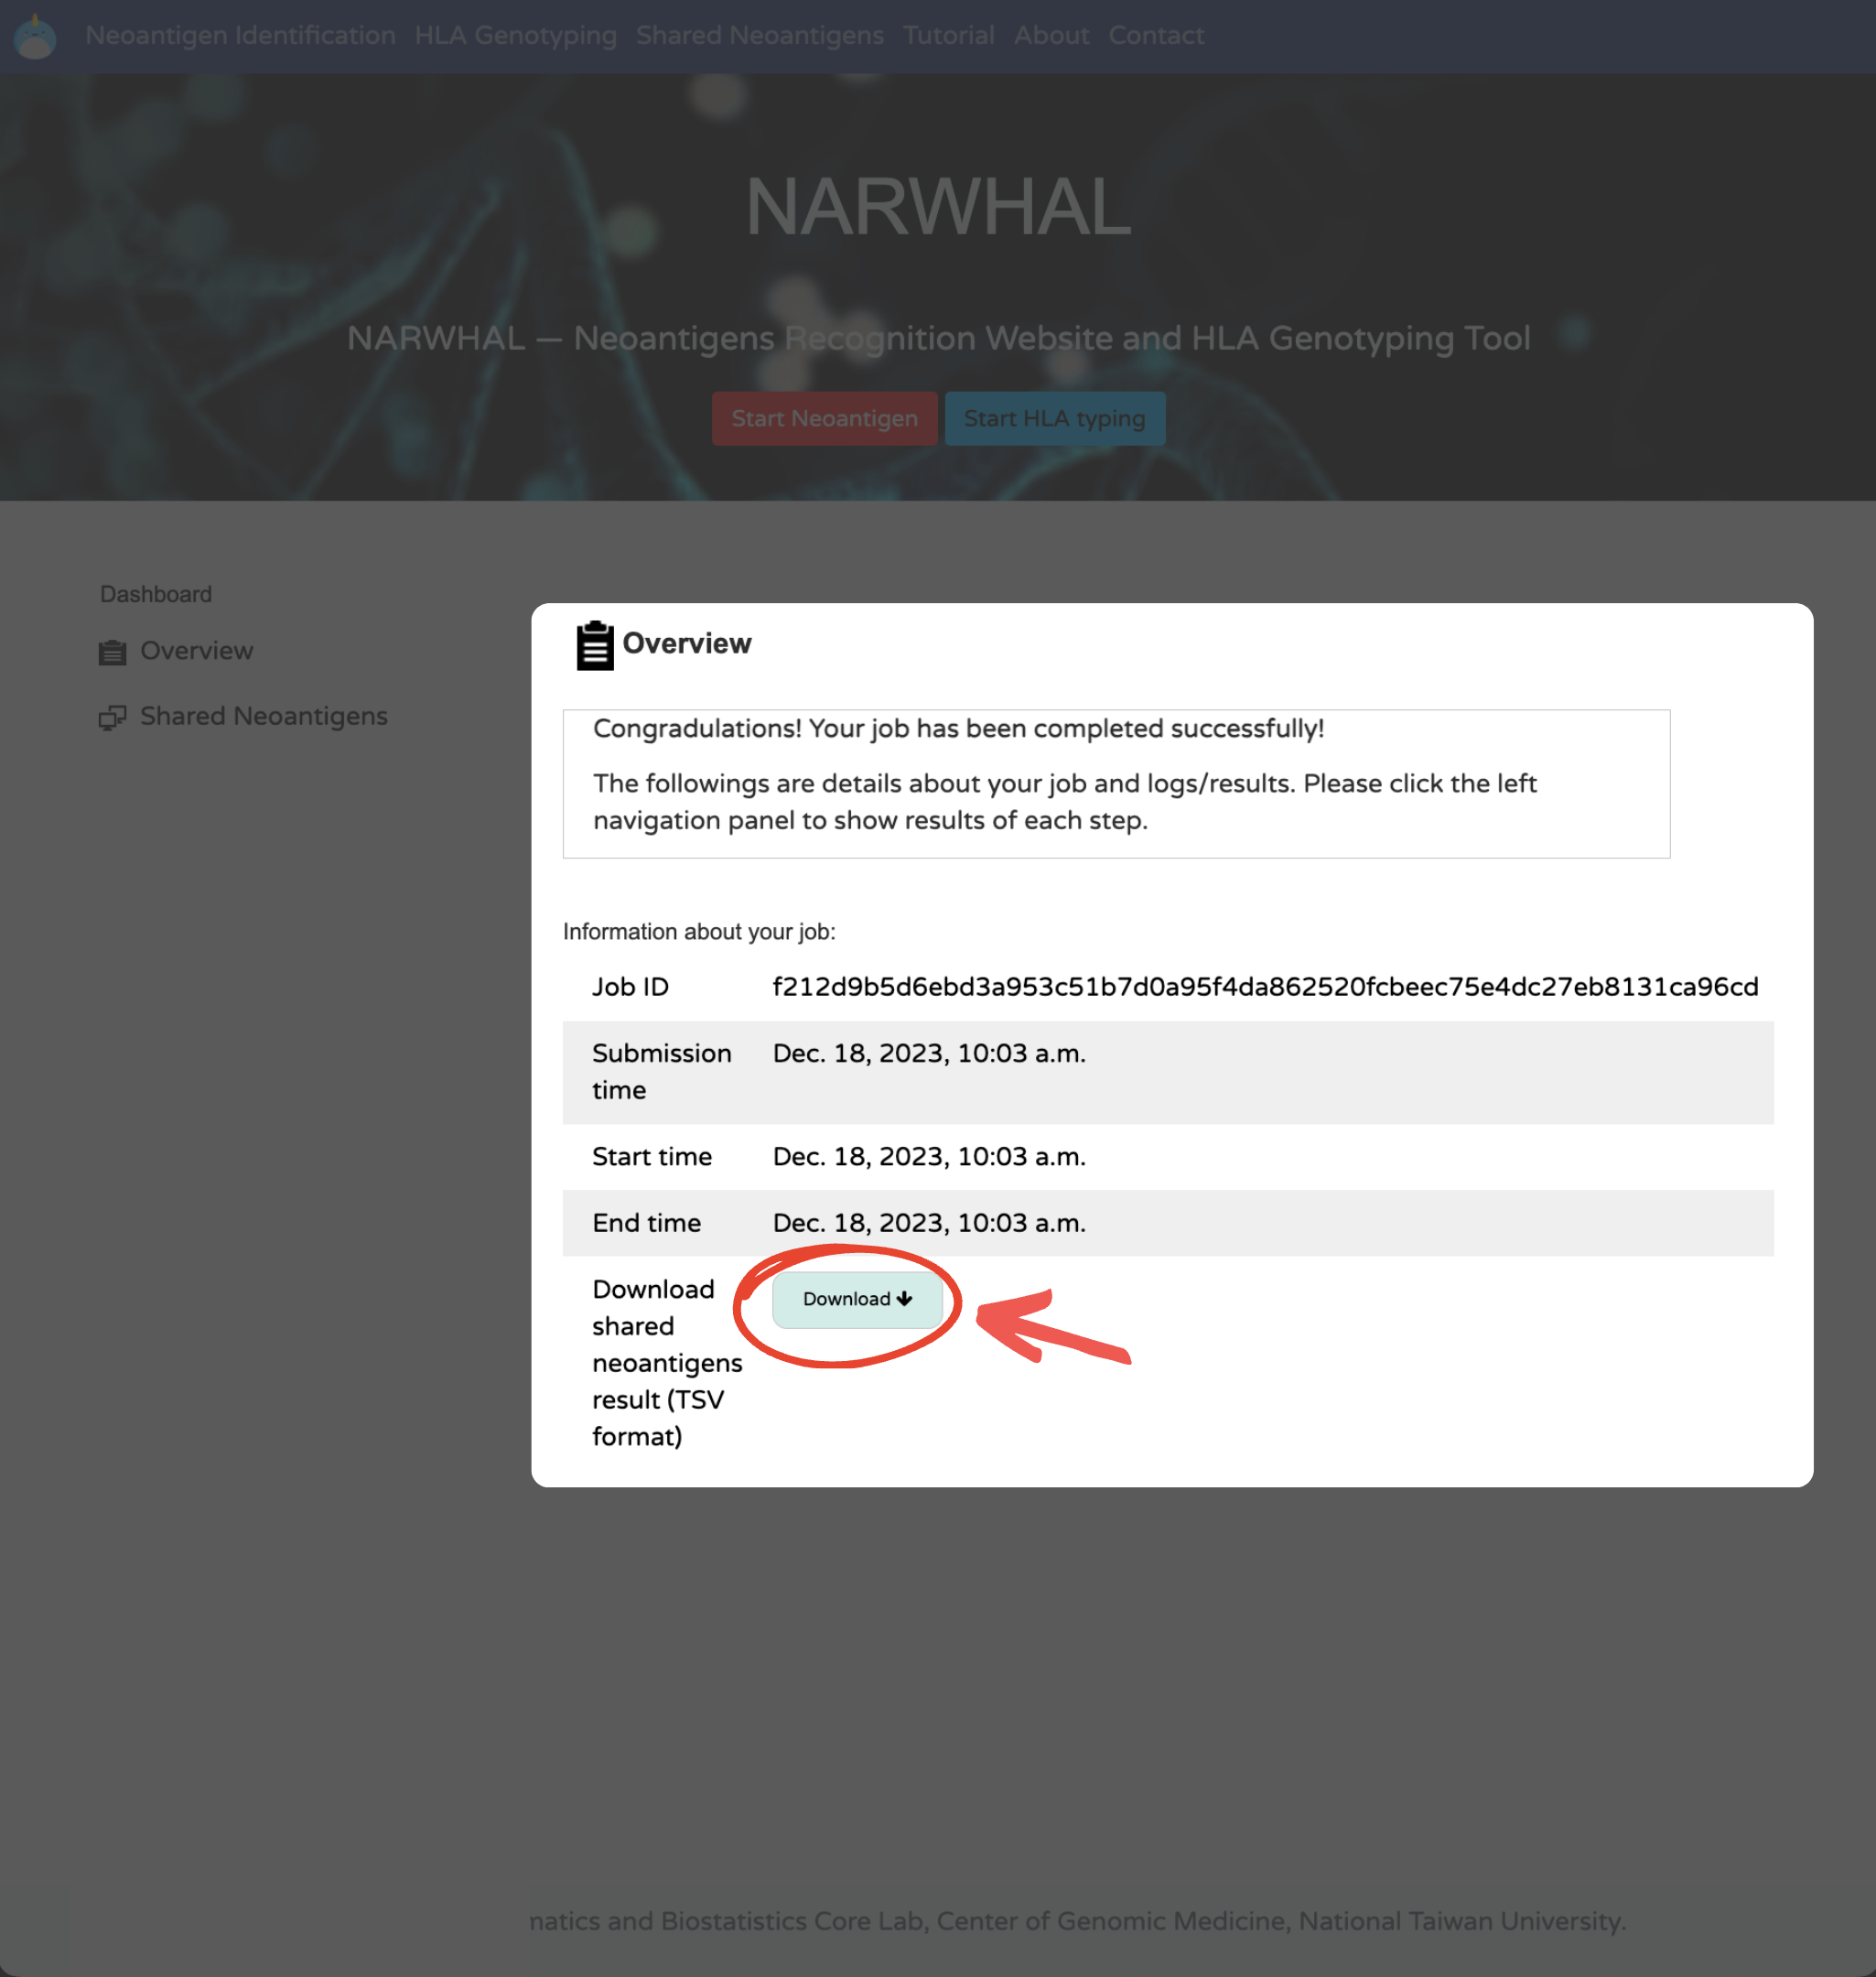 Neoantigen Identification HLA Genotyping Shared Neoantigens Tutorial About Contact
NARWHAL
NARWHAL — Neoantigens Recognition Website and HLA Genotyping Tool
Start Neoantigen Start HLA typing
Dashboard
Overview
Shared Neoantigens
Overview
Congradulations! Your job has been completed successfully!
The followings are details about your job and logs/results. Please click the left
navigation panel to show results of each step.
Information about your job:
Job ID f212d9b5d6ebd3a953c51b7d0a95f4da862520fcbeec75e4dc27eb8131ca96cd
Submission Dec. 18, 2023, 10:03 a.m.
time
Start time Dec. 18, 2023, 10:03 a.m.
End time Dec. 18, 2023, 10:03 a.m.
Download Download
shared
neoantigens
result (TSV
format)
matics and Biostatistics Core Lab, Center of Genomic Medicine, National Taiwan University.